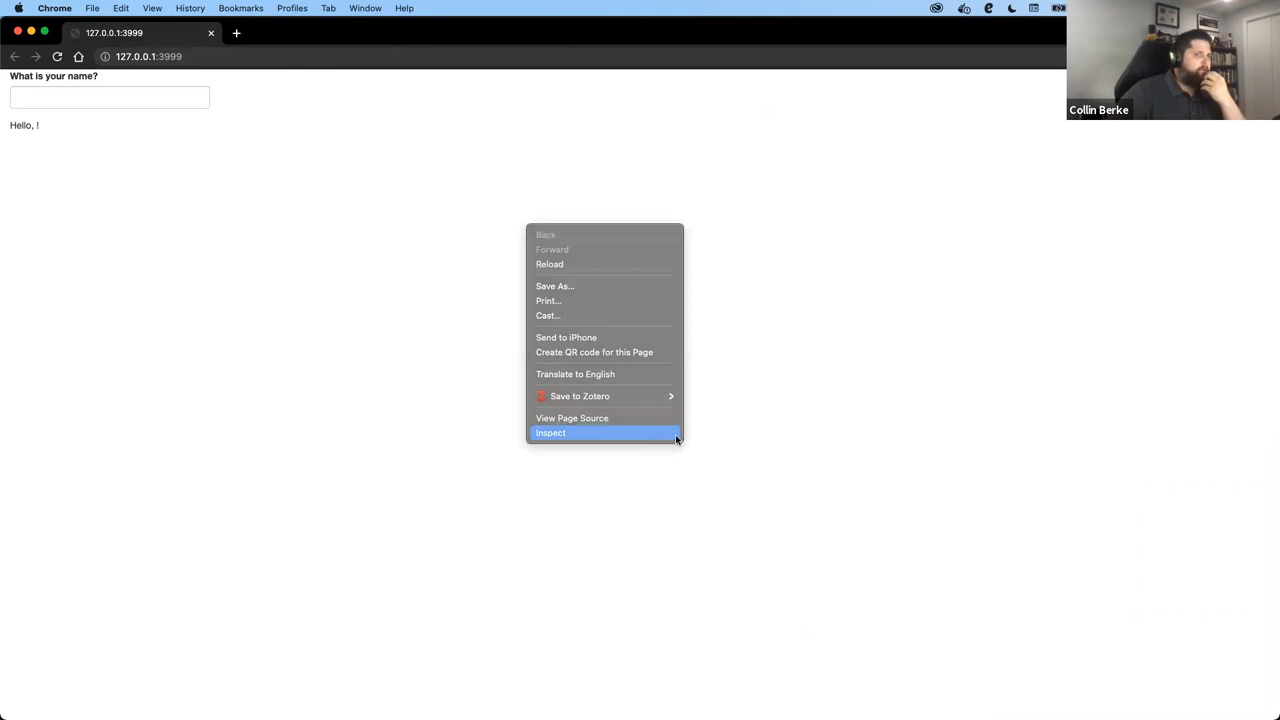 Chrome File Edit View History Bookmarks Profiles Tab Window Help
127.0.0.1:3999
127.0.0.1:3999
What is your name?
Hello, !
Collin Berke
Back
Forward
Reload
Save As...
Print...
Cast...
Send to iPhone
Create QR code for this Page
Translate to English
Save to Zotero
View Page Source
Inspect